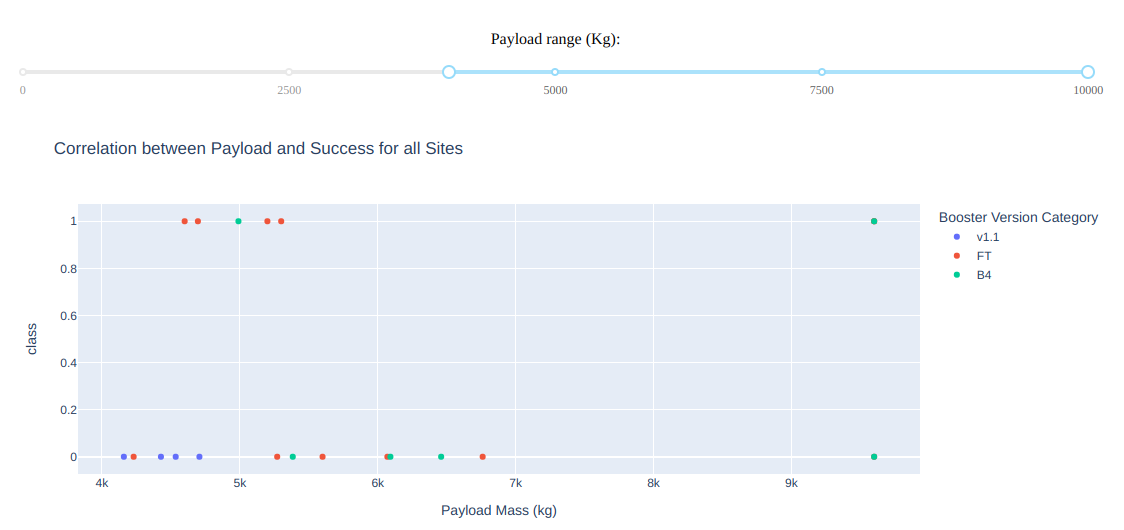 Payload range (Kg):
0 2500 5000 7500 10000
Correlation between Payload and Success for all Sites
Booster Version Category
v1.1
FT
B4
1
0.8
0.6
0.4
0.2
0
class
4k 5k 6k 7k 8k 9k
Payload Mass (kg)